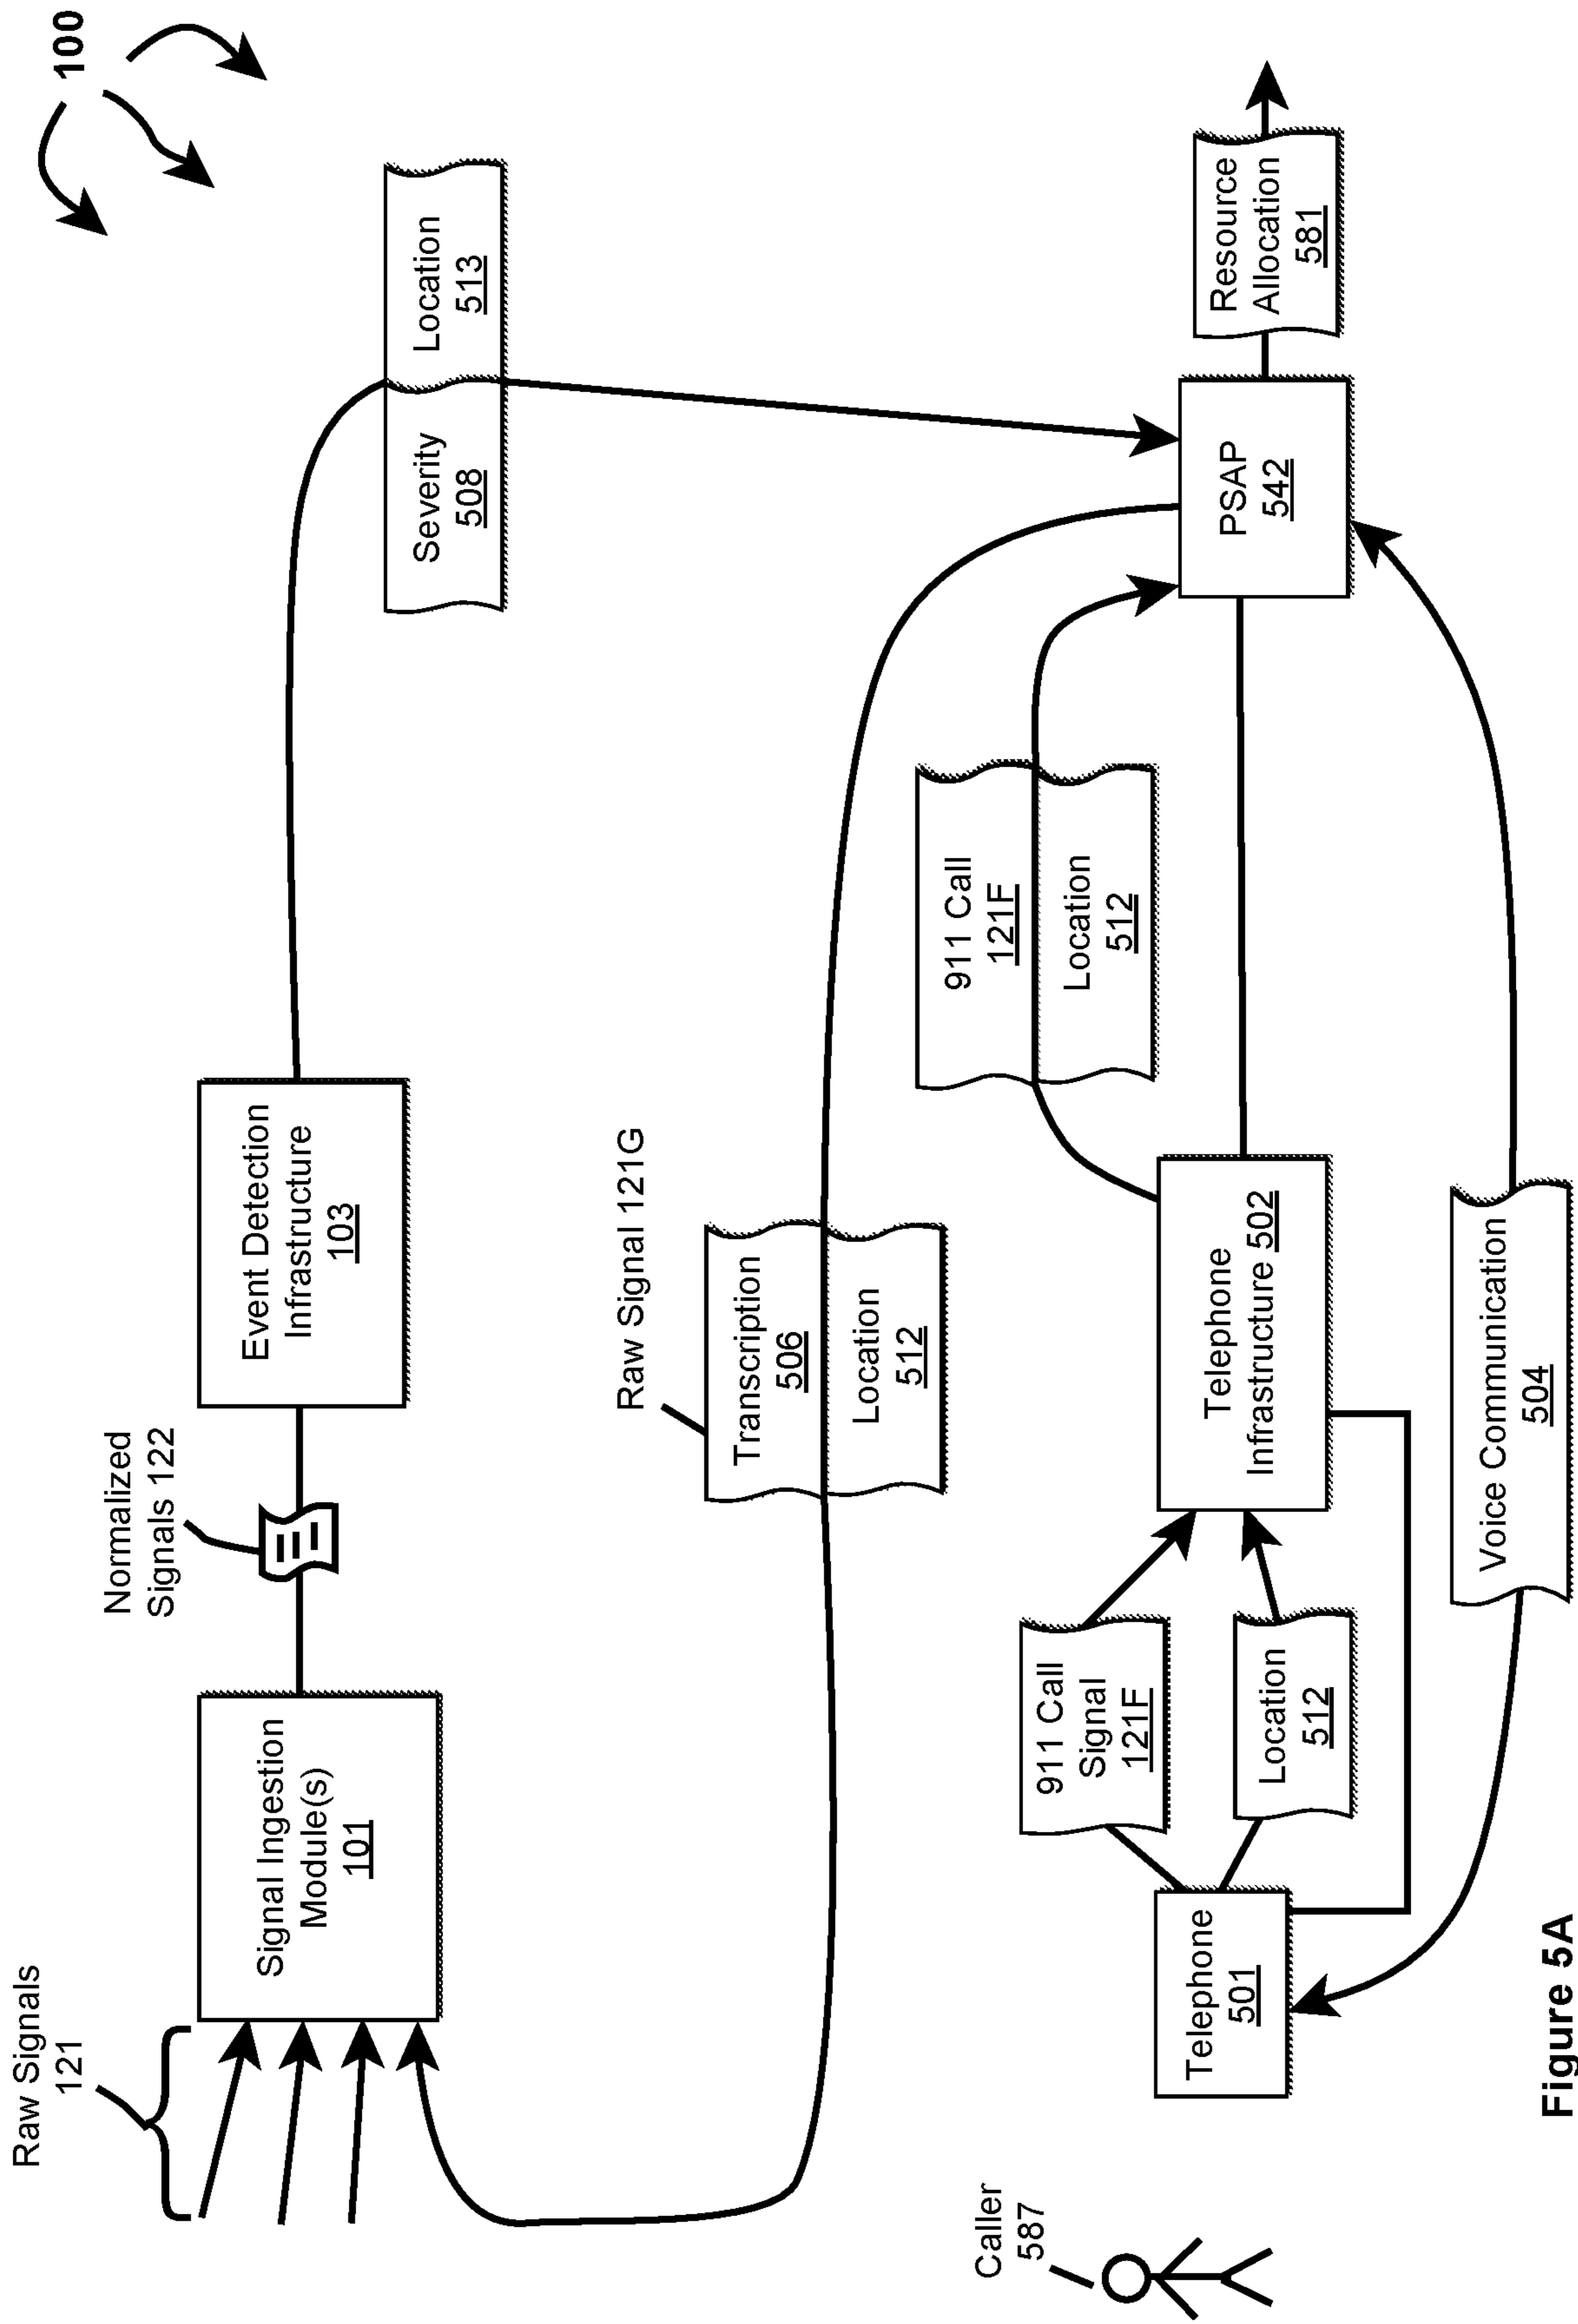 100
Raw Signals
121
Signal Ingestion
Module(s)
101
Normalized
Signals 122
Event Detection
Infrastructure
103
Severity
508
Location
513
Raw Signal 121G
Transcription
506
Location
512
Caller
587
Telephone
501
911 Call
Signal
121F
Location
512
Telephone
Infrastructure 502
911 Call
121F
Location
512
PSAP
542
Resource
Allocation
581
Voice Communication
504
Figure 5A